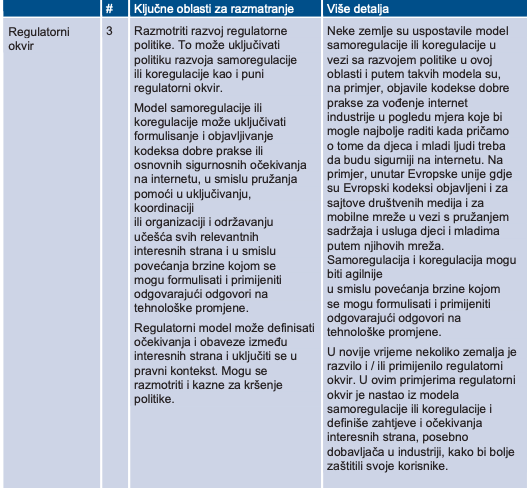 # Ključne oblasti za razmatranje Više detalja
Regulatorni
okvir
3
Razmotriti razvoj regulatorne
politike. To može uključivati
politiku razvoja samoregulacije
ili koregulacije kao i puni
regulatorni okvir.
Model samoregulacije ili
koregulacije može uključivati
formulisanje i objavljivanje
kodeksa dobre prakse ili
osnovnih sigurnosnih očekivanja
na internetu, u smislu pružanja
pomoći u uključivanju,
koordinaciji
ili organizaciji i održavanju
učešća svih relevantnih
interesnih strana i u smislu
povećanja brzine kojom se
mogu formulisati i primijeniti
odgovarajući odgovori na
tehnološke promjene.
Regulatorni model može definisati
očekivanja i obaveze između
interesnih strana i uključiti se u
pravni kontekst. Mogu se
razmotriti i kazne za kršenje
politike.
Neke zemlje su uspostavile model
samoregulacije ili koregulacije u
vezi sa razvojem politike u ovoj
oblasti i putem takvih modela su,
na primjer, objavile kodekse dobre
prakse za vođenje internet
industrije u pogledu mjera koje bi
mogle najbolje raditi kada pričamo
o tome da djeca i mladi ljudi treba
da budu sigurniji na internetu. Na
primjer, unutar Evropske unije gdje
su Evropski kodeksi objavljeni i za
sajtove društvenih medija i za
mobilne mreže u vezi s pružanjem
sadržaja i usluga djeci i mladima
putem njihovih mreža.
Samoregulacija i koregulacija mogu
biti agilnije
u smislu povećanja brzine kojom
se mogu formulisati i primijeniti
odgovarajući odgovori na
tehnološke promjene.
U novije vrijeme nekoliko zemalja je
razvilo i / ili primijenilo regulatorni
okvir. U ovim primjerima regulatorni
okvir je nastao iz modela
samoregulacije ili koregulacije i
definiše zahtjeve i očekivanja
interesnih strana, posebno
dobavljača u industriji, kako bi bolje
zaštitili svoje korisnike.